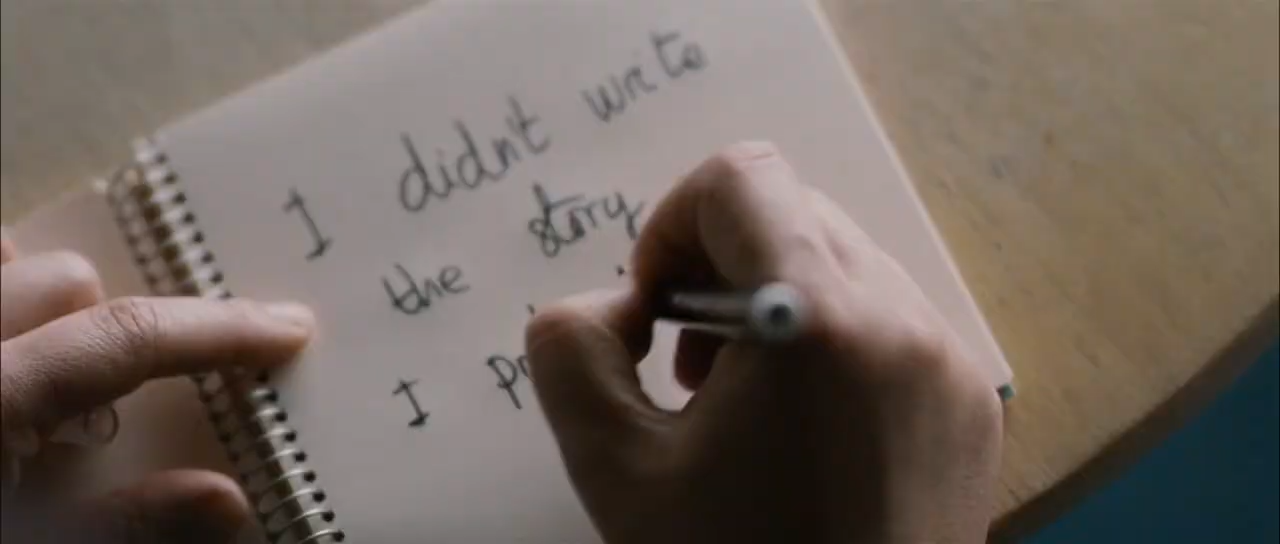 I didn't write
the story
I